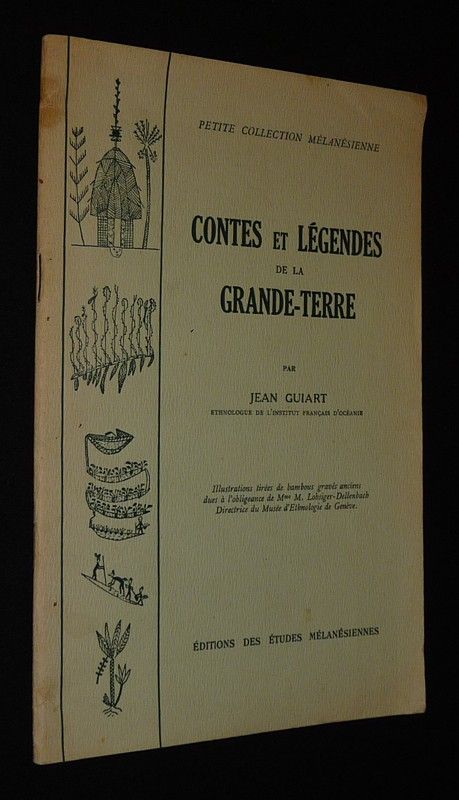 PETITE COLLECTION MÉLANÉSIENNE
CONTES ET LÉGENDES
DE LA
GRANDE-TERRE
PAR
JEAN GUIART
ETHNOLOGUE DE L'INSTITUT FRANÇAIS D'OCÉANIE
Illustrations tirées de bambous gravés anciens
dues à l'obligeance de Mme M. Lobsiger-Dellenbach
Directrice du Musée d'Ethnologie de Genève.
ÉDITIONS DES ÉTUDES MÉLANÉSIENNES